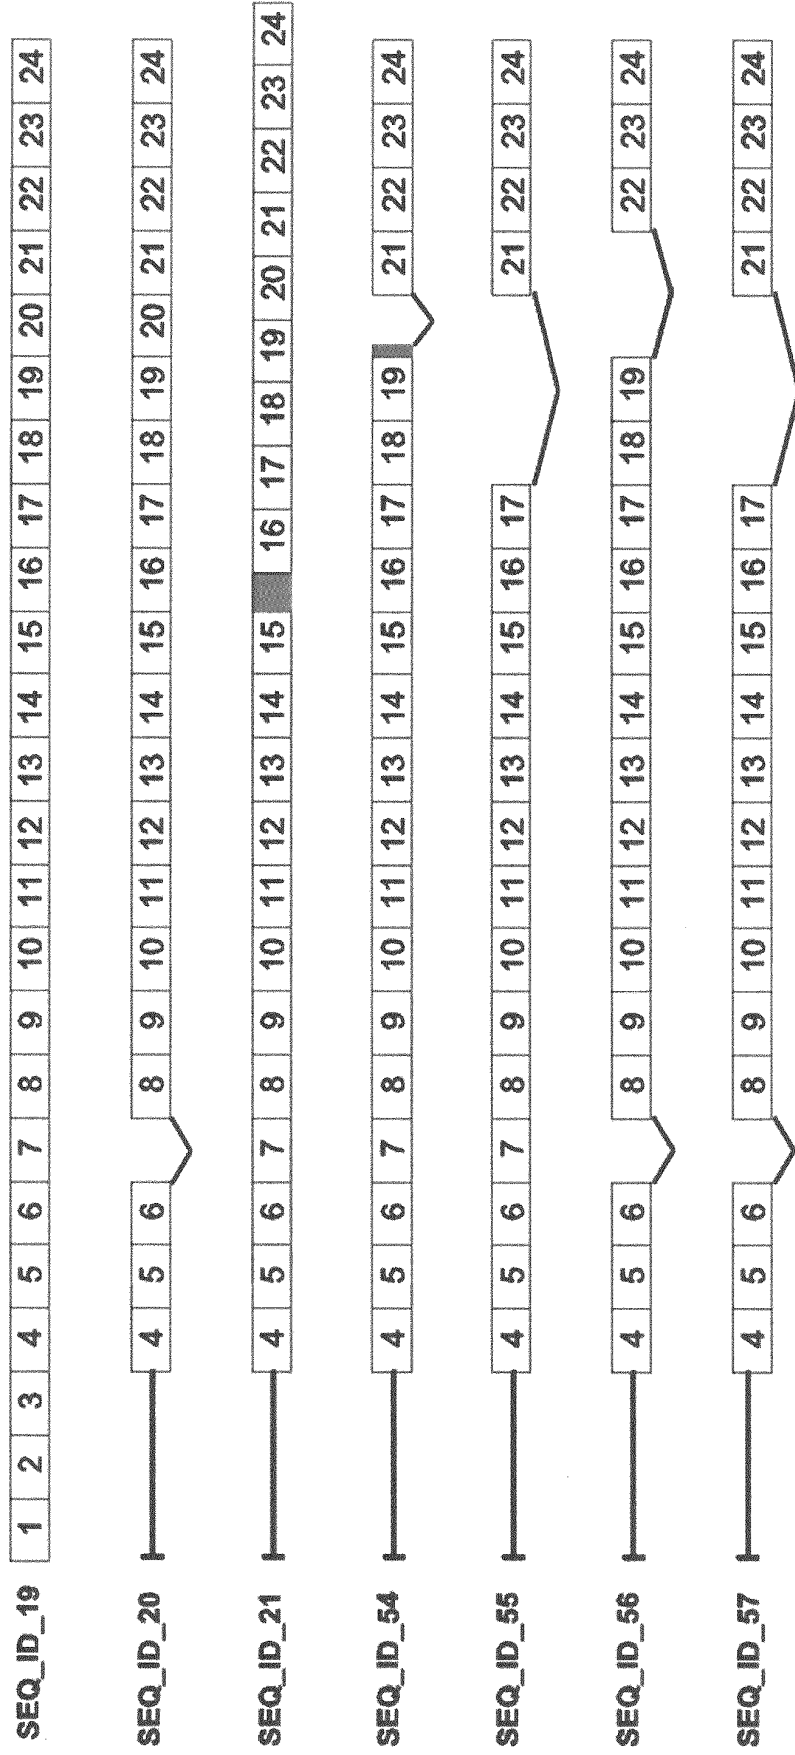 SEQ_ID_19 1 2 3 4 5 6 7 8 9 10 11 12 13 14 15 16 17 18 19 20 21 22 23 24
SEQ_ID_20 4 5 6 8 9 10 11 12 13 14 15 16 17 18 19 20 21 22 23 24
SEQ_ID_21 4 5 6 7 8 9 10 11 12 13 14 15 16 17 18 19 20 21 22 23 24
SEQ_ID_54 4 5 6 7 8 9 10 11 12 13 14 15 16 17 18 19 21 22 23 24
SEQ_ID_55 4 5 6 7 8 9 10 11 12 13 14 15 16 17 21 22 23 24
SEQ_ID_56 4 5 6 8 9 10 11 12 13 14 15 16 17 18 19 22 23 24
SEQ_ID_57 4 5 6 8 9 10 11 12 13 14 15 16 17 21 22 23 24